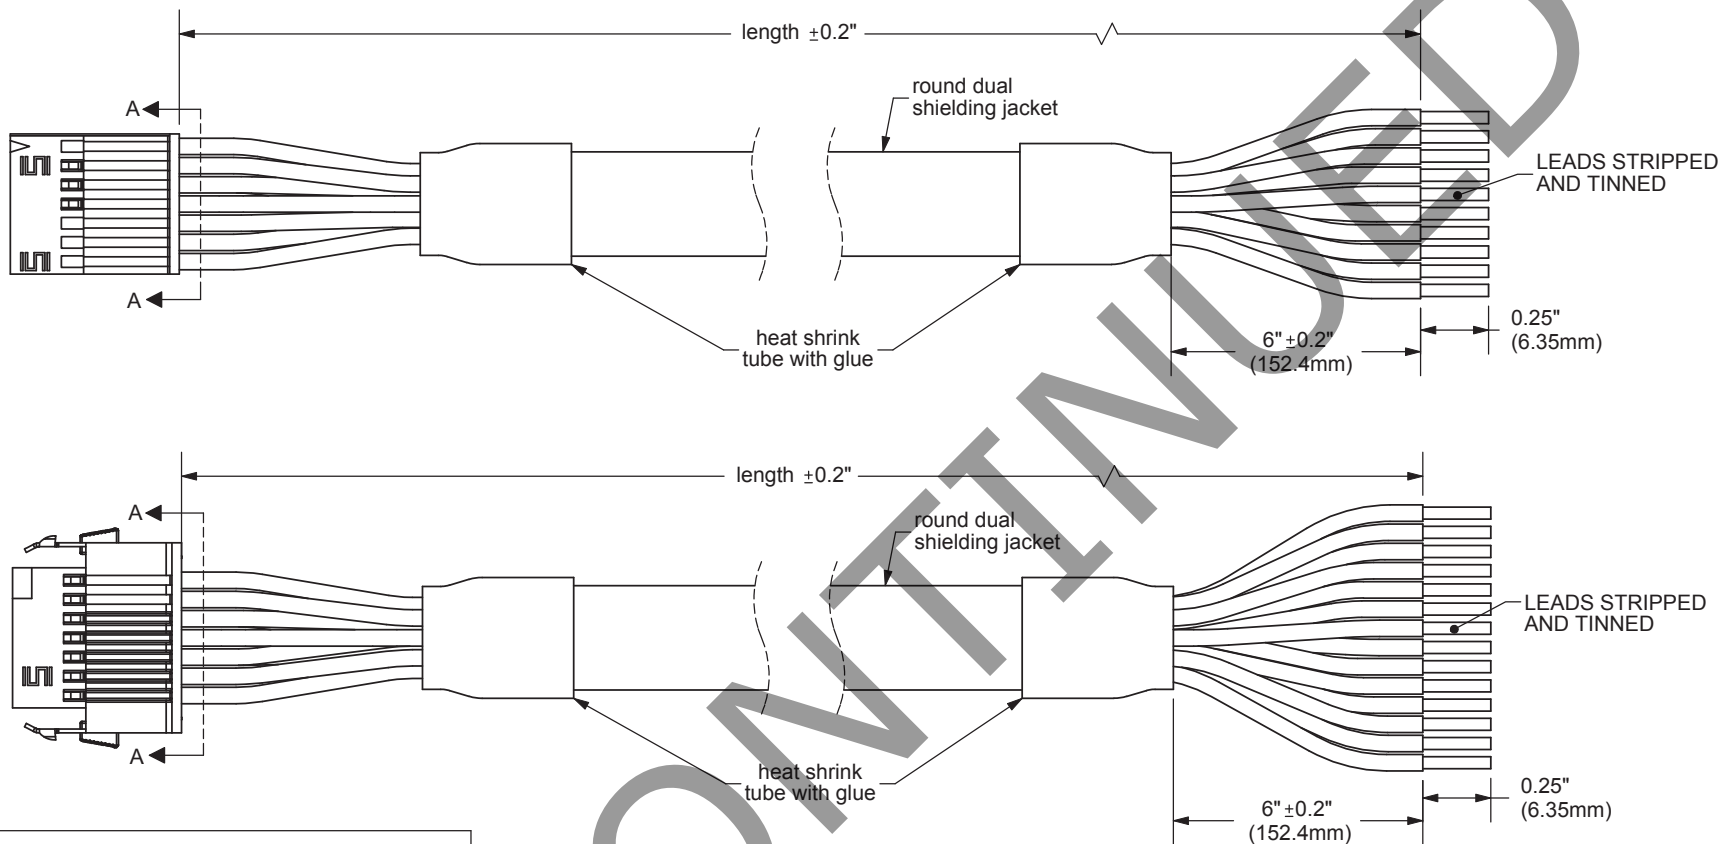 length ±0.2"
round dual
shielding jacket
A
LEADS STRIPPED
AND TINNED
A
heat shrink
tube with glue
6" ±0.2"
(152.4mm)
0.25"
(6.35mm)
length ±0.2"
A
round dual
shielding jacket
LEADS STRIPPED
AND TINNED
A
heat shrink
tube with glue
6" ±0.2"
(152.4mm)
0.25"
(6.35mm)
ONTINUED